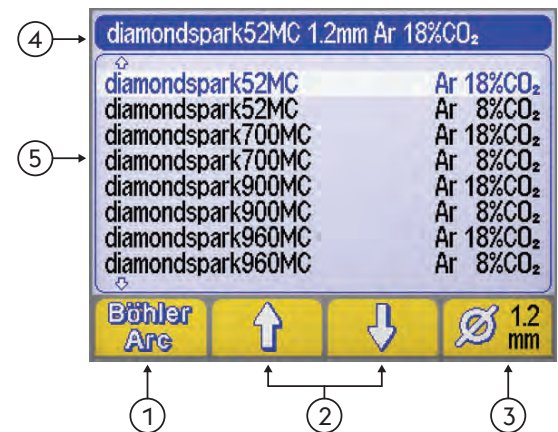 4
diamondspark52MC 1.2mm Ar 18%CO₂
5
diamondspark52MC Ar 18%CO₂
diamondspark52MC Ar 8%CO₂
diamondspark700MC Ar 18%CO₂
diamondspark700MC Ar 8%CO₂
diamondspark900MC Ar 18%CO₂
diamondspark900MC Ar 8%CO₂
diamondspark960MC Ar 18%CO₂
diamondspark960MC Ar 8%CO₂
Böhler
Arc
1.2
mm
1
2
3